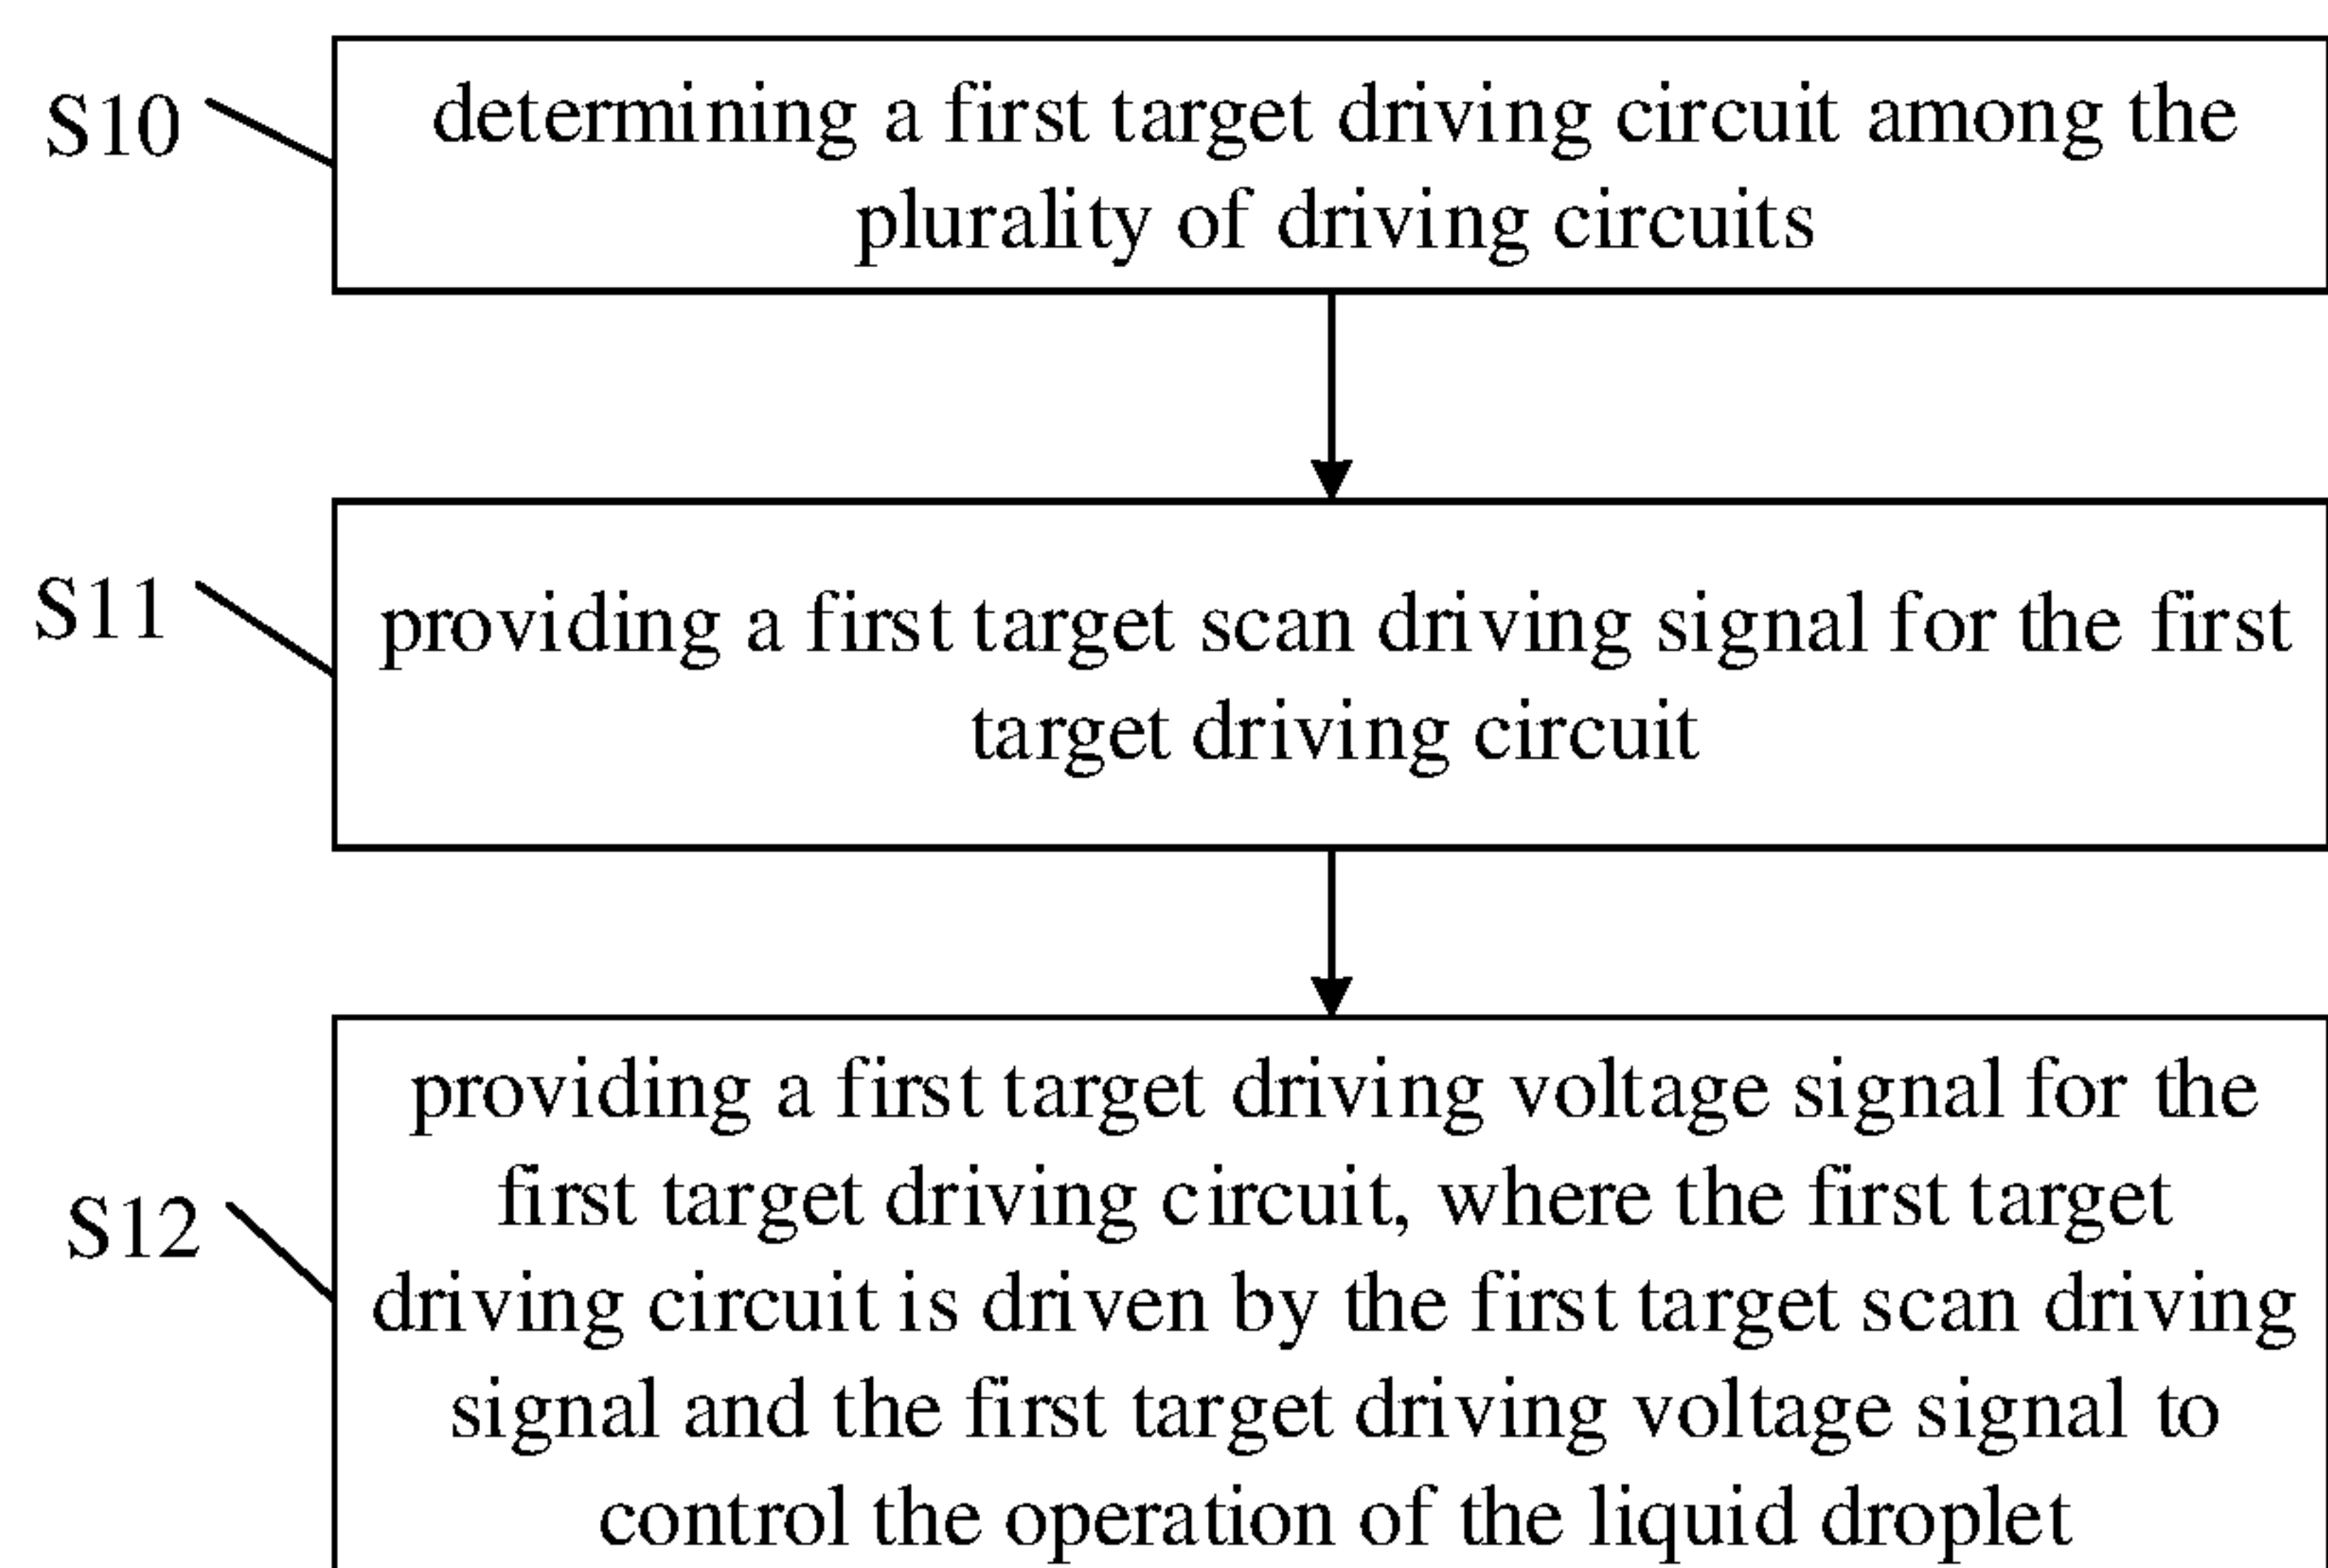 S10
determining a first target driving circuit among the
plurality of driving circuits
S11
providing a first target scan driving signal for the first
target driving circuit
S12
providing a first target driving voltage signal for the
first target driving circuit, where the first target
driving circuit is driven by the first target scan driving
signal and the first target driving voltage signal to
control the operation of the liquid droplet